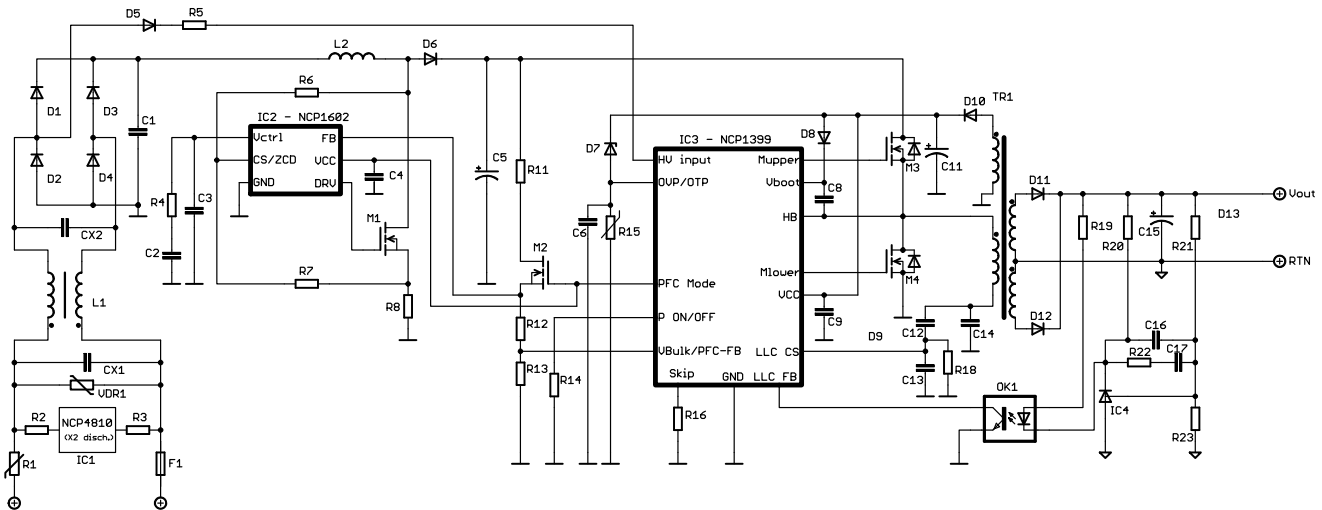 D5
R5
L2
D6
R6
D1
D3
C1
IC2 - NCP1602
Vctrl
FB
CS/ZCD
VCC
GND
DRV
C4
D2
D4
R4
C3
C2
CX2
L1
CX1
VDR1
R2
NCP4810
(X2 disch.)
R3
IC1
R1
F1
M1
R7
R8
C5
R11
M2
R12
R13
R14
C6
D7
R15
IC3 - NCP1399
HV input
Mupper
OVP/OTP
Vboot
HB
Mlower
PFC Mode
VCC
P ON/OFF
VBulk/PFC-FB
LLC CS
Skip
GND
LLC FB
R16
D8
C8
C9
M3
M4
C11
D10
TR1
D9
C12
C14
C13
R18
OK1
D11
D12
R19
R20
C15
R21
D13
Vout
RTN
C16
R22
C17
IC4
R23